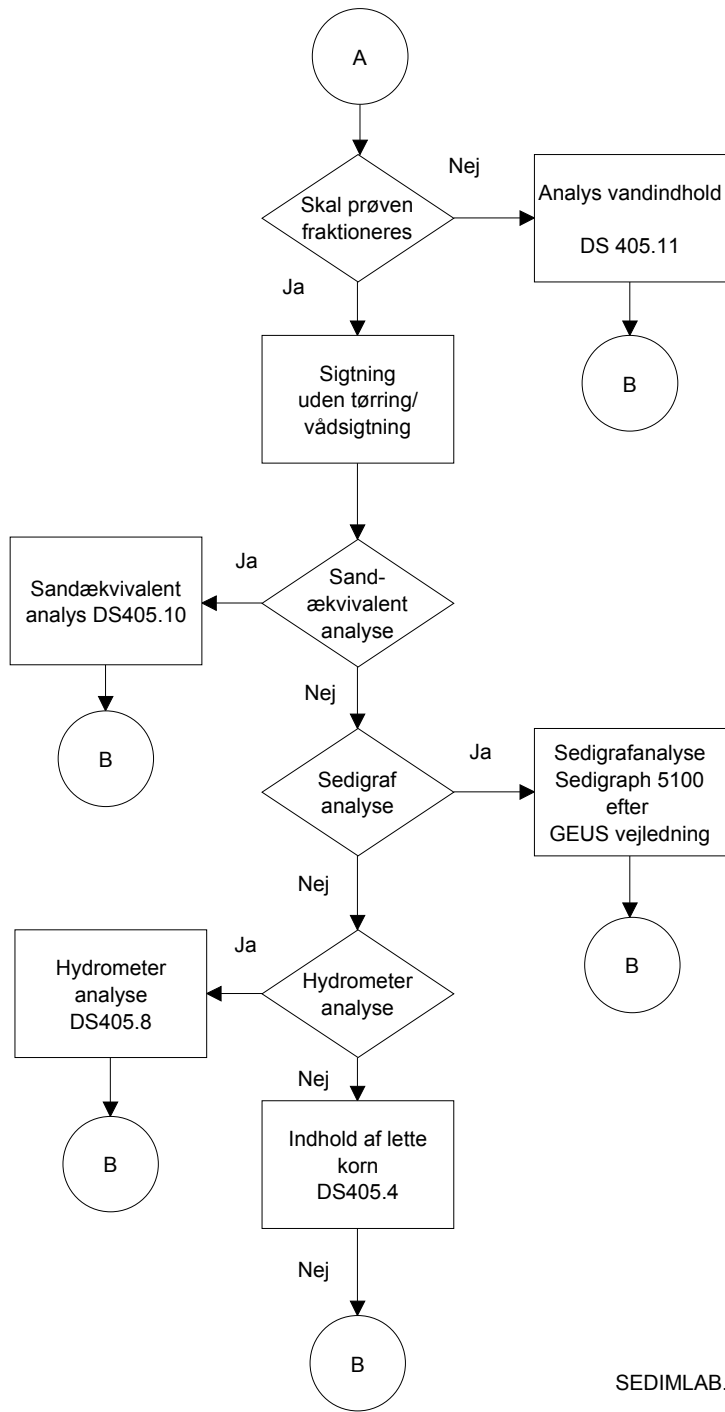 A
Skal prøven
fraktioneres
Nej
Analys vandindhold
DS 405.11
B
Ja
Sigtning
uden tørring/
vådsigtning
Sand-
ækvivalent
analyse
Ja
Sandækvivalent
analys DS405.10
B
Nej
Sedigraf
analyse
Ja
Sedigrafanalyse
Sedigraph 5100
efter
GEUS vejledning
B
Nej
Hydrometer
analyse
Ja
Hydrometer
analyse
DS405.8
B
Nej
Indhold af lette
korn
DS405.4
Nej
B
SEDIMLAB.